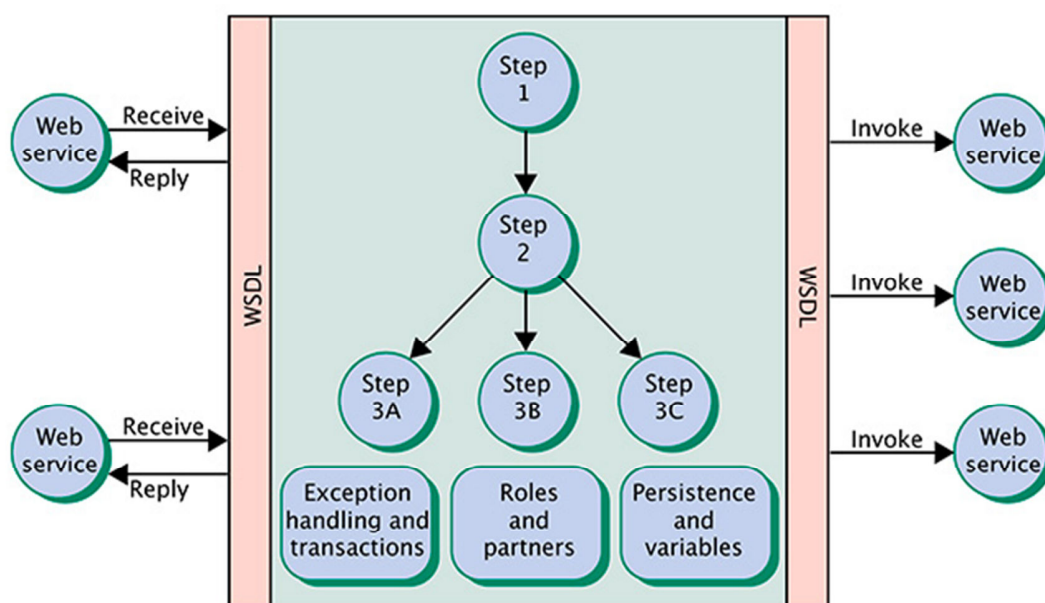 Step
1
Web
service
Receive
Reply
Invoke
Web
service
Step
2
WSDL
WSDL
Invoke
Web
service
Step
3A
Step
3B
Step
3C
Web
service
Receive
Reply
Invoke
Web
service
Exception
handling and
transactions
Roles
and
partners
Persistence
and
variables